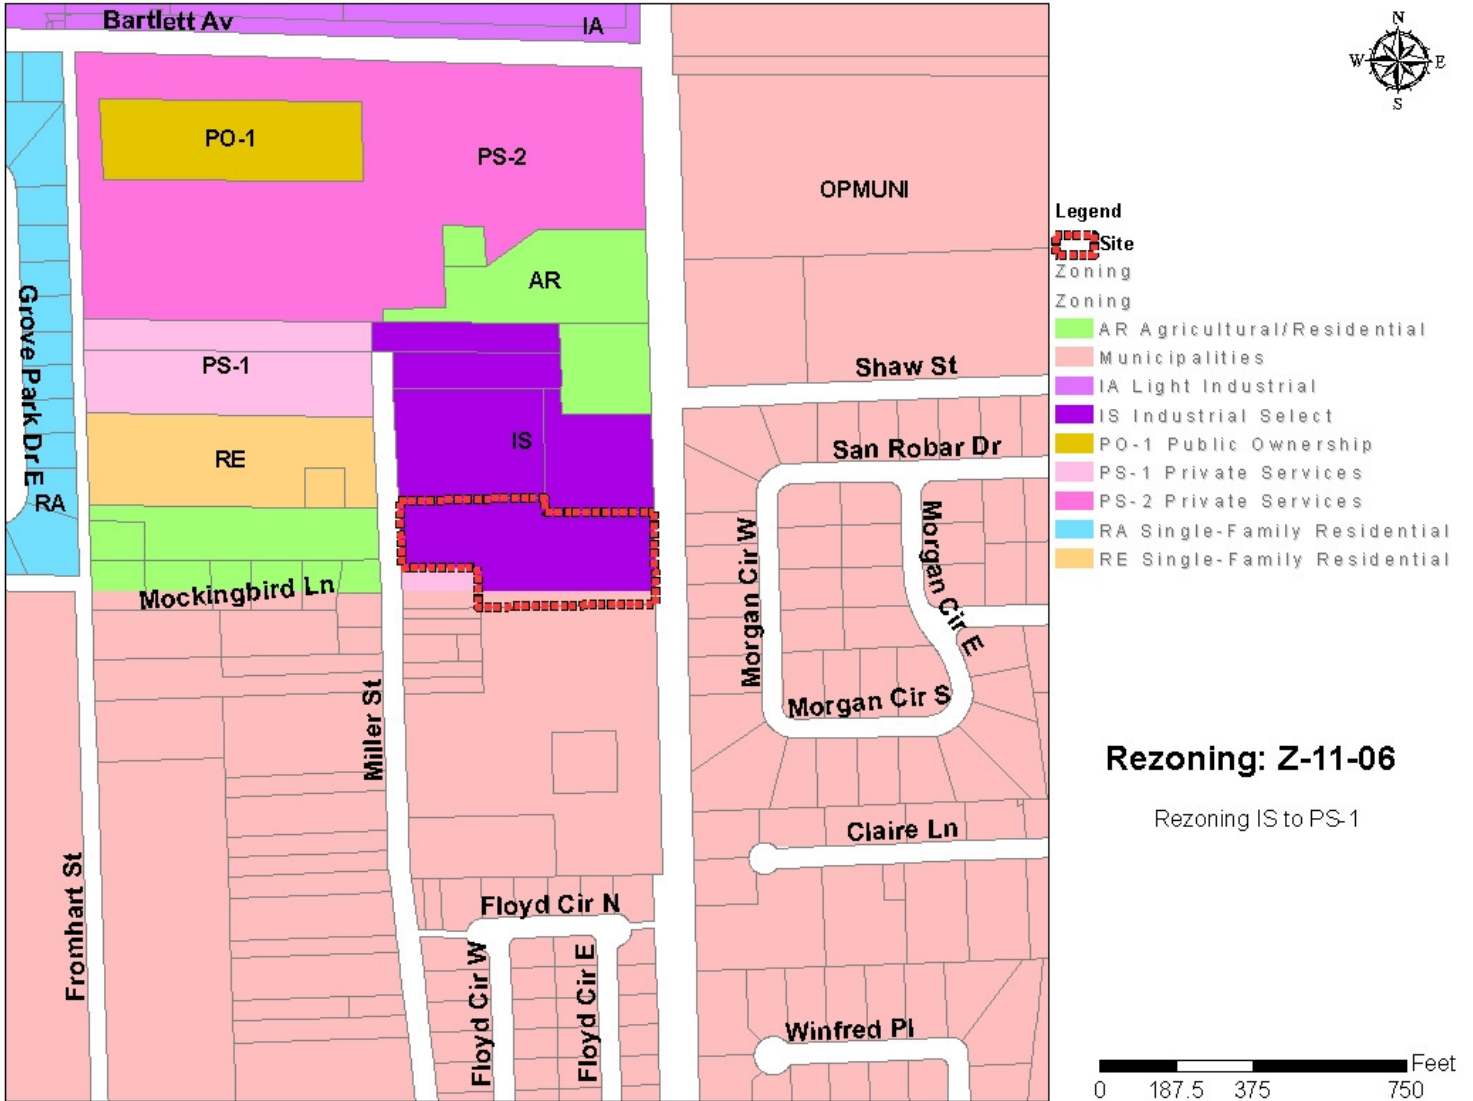 Bartlett Av
IA
N
W
E
S
PO-1
PS-2
OPMUNI
Legend
Site
Zoning
Zoning
AR Agricultural/Residential
Municipalities
IA Light Industrial
IS Industrial Select
PO-1 Public Ownership
PS-1 Private Services
PS-2 Private Services
RA Single-Family Residential
RE Single-Family Residential
AR
Grove Park Dr E
PS-1
Shaw St
IS
RE
San Robar Dr
RA
Morgan Cir W
Morgan Cir E
Mockingbird Ln
Miller St
Morgan Cir S
Rezoning: Z-11-06
Rezoning IS to PS-1
Claire Ln
Fromhart St
Floyd Cir N
Floyd Cir W
Floyd Cir E
Winfred Pl
Feet
0 187.5 375 750